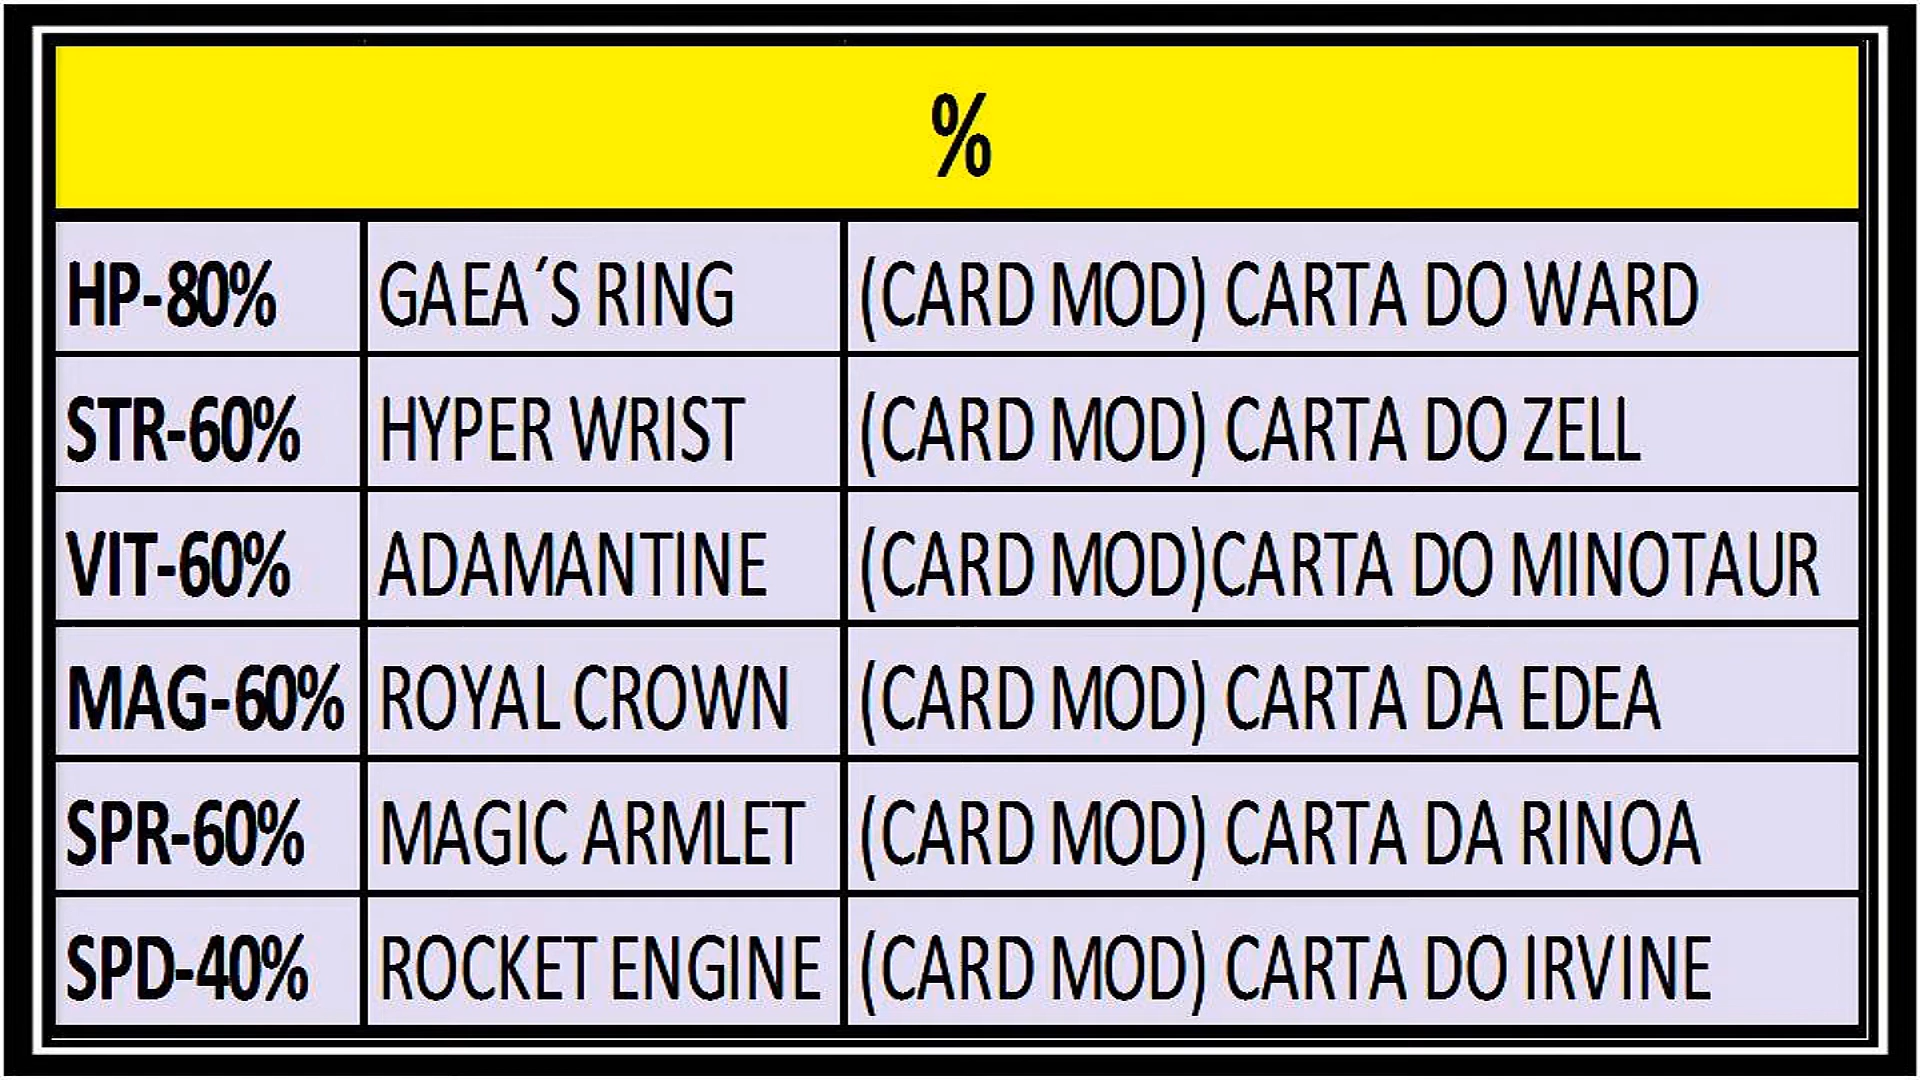 %
HP-80% GAEA´S RING (CARD MOD) CARTA DO WARD
STR-60% HYPER WRIST (CARD MOD) CARTA DO ZELL
VIT-60% ADAMANTINE (CARD MOD)CARTA DO MINOTAUR
MAG-60% ROYAL CROWN (CARD MOD) CARTA DA EDEA
SPR-60% MAGIC ARMLET (CARD MOD) CARTA DA RINOA
SPD-40% ROCKET ENGINE (CARD MOD) CARTA DO IRVINE